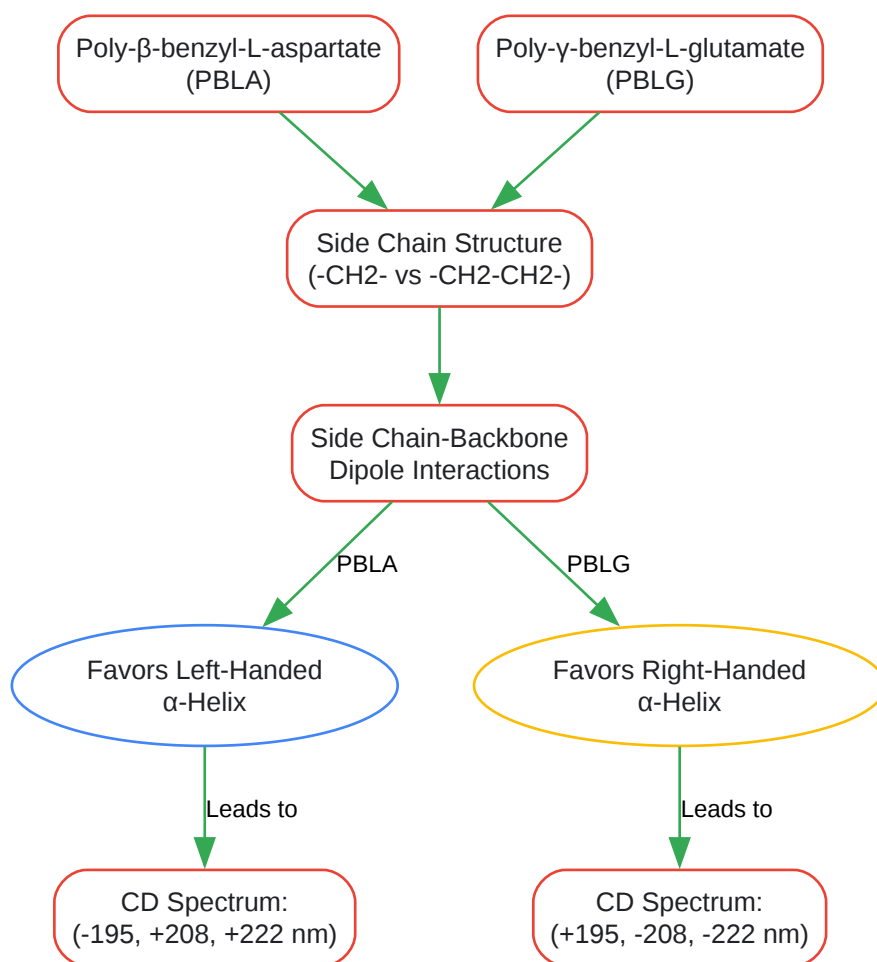 Poly-β-benzyl-L-aspartate
(PBLA)
Poly-γ-benzyl-L-glutamate
(PBLG)
Side Chain Structure
(-CH2- vs -CH2-CH2-)
Side Chain-Backbone
Dipole Interactions
PBLA
PBLG
Favors Left-Handed
α-Helix
Favors Right-Handed
α-Helix
Leads to
Leads to
CD Spectrum:
(-195, +208, +222 nm)
CD Spectrum:
(+195, -208, -222 nm)